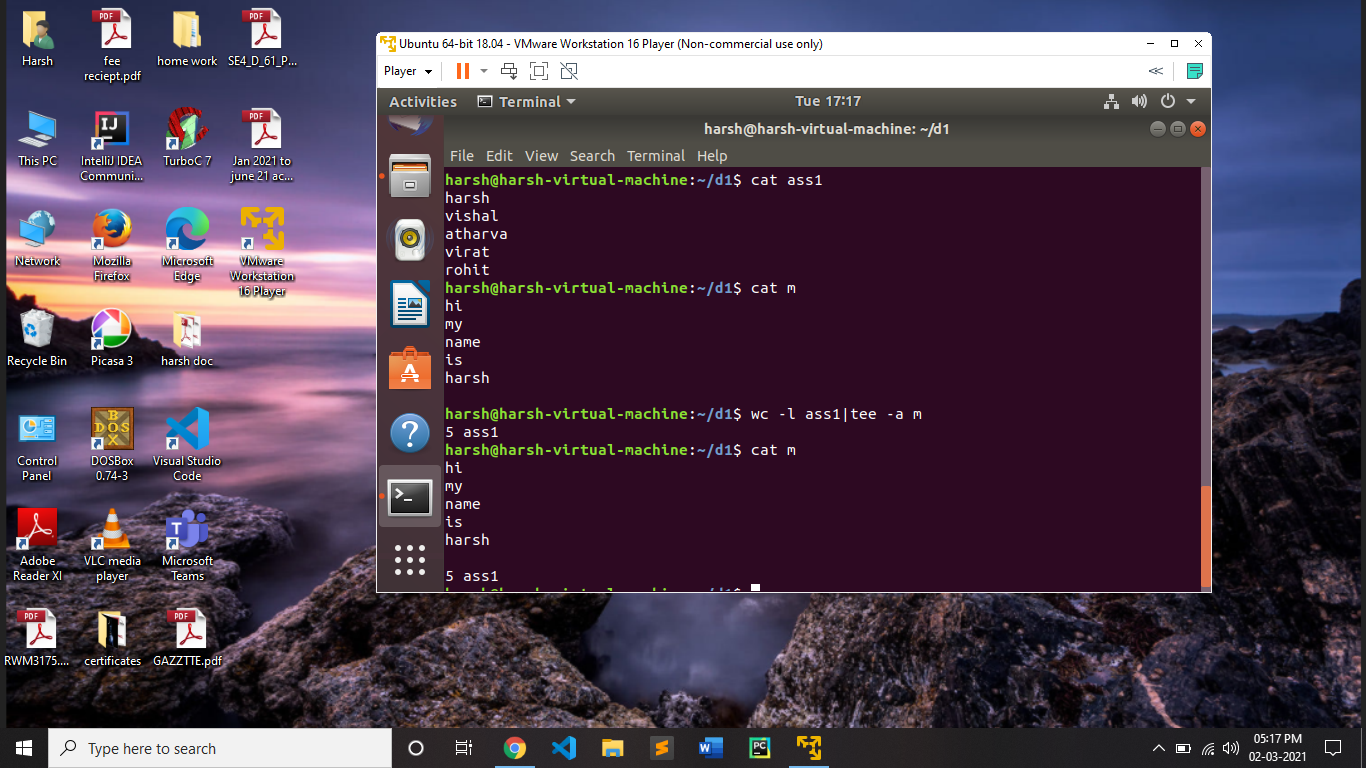 Harsh
fee
reciept.pdf
home work
SE4_D_61_P...
This PC
IntelliJ IDEA
Communi...
TurboC 7
Jan 2021 to
june 21 ac...
Network
Mozilla
Firefox
Microsoft
Edge
VMware
Workstation
16 Player
Recycle Bin
Picasa 3
harsh doc
Control
Panel
DOSBox
0.74-3
Visual Studio
Code
Adobe
Reader XI
VLC media
player
Microsoft
Teams
RWM3175....
certificates
GAZZTTE.pdf
Ubuntu 64-bit 18.04 - VMware Workstation 16 Player (Non-commercial use only)
Player
Activities
Terminal
Tue 17:17
harsh@harsh-virtual-machine: ~/d1
File Edit View Search Terminal Help
harsh@harsh-virtual-machine:~/d1$ cat ass1
harsh
vishal
atharva
virat
rohit
harsh@harsh-virtual-machine:~/d1$ cat m
hi
my
name
is
harsh
harsh@harsh-virtual-machine:~/d1$ wc -l ass1|tee -a m
5 ass1
harsh@harsh-virtual-machine:~/d1$ cat m
hi
my
name
is
harsh
5 ass1
harsh@harsh-virtual-machine:~/d1$
Type here to search
05:17 PM
02-03-2021